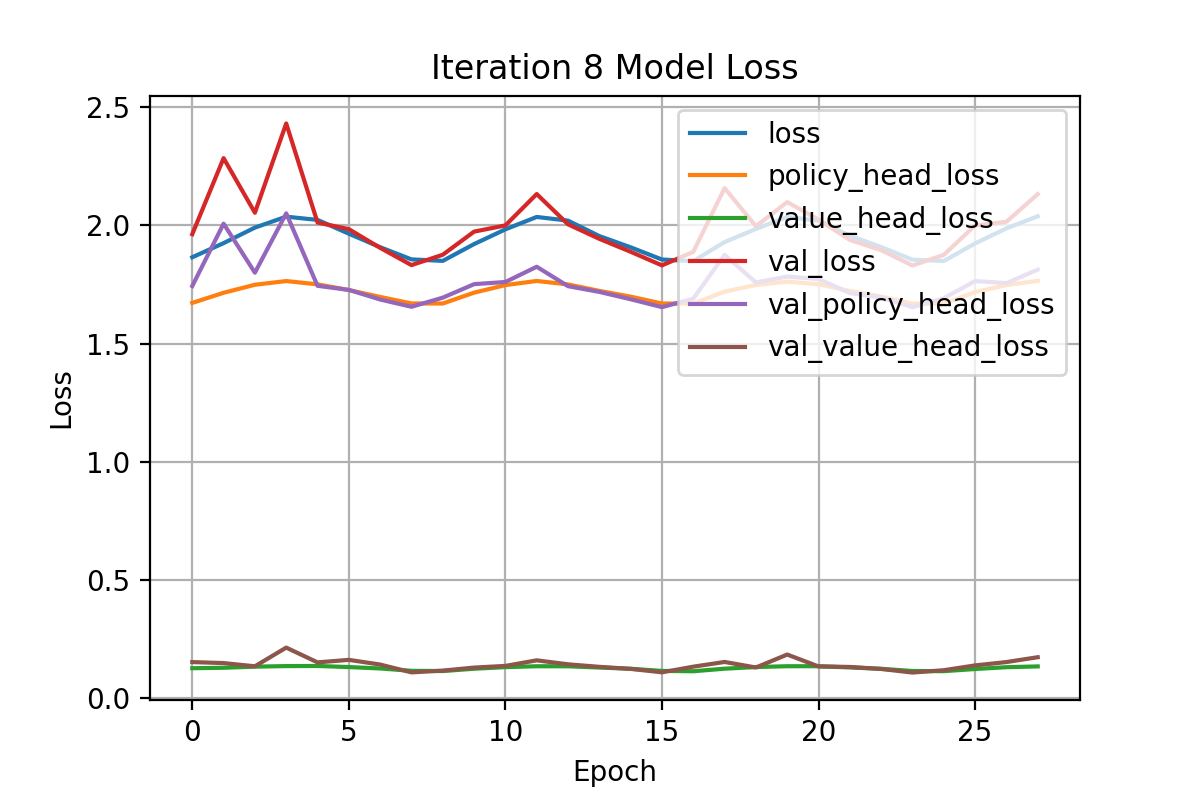 Iteration 8 Model Loss
2.5
2.0
1.5
1.0
0.5
0.0
Loss
loss
policy_head_loss
value_head_loss
val_loss
val_policy_head_loss
val_value_head_loss
0 5 10 15 20 25
Epoch